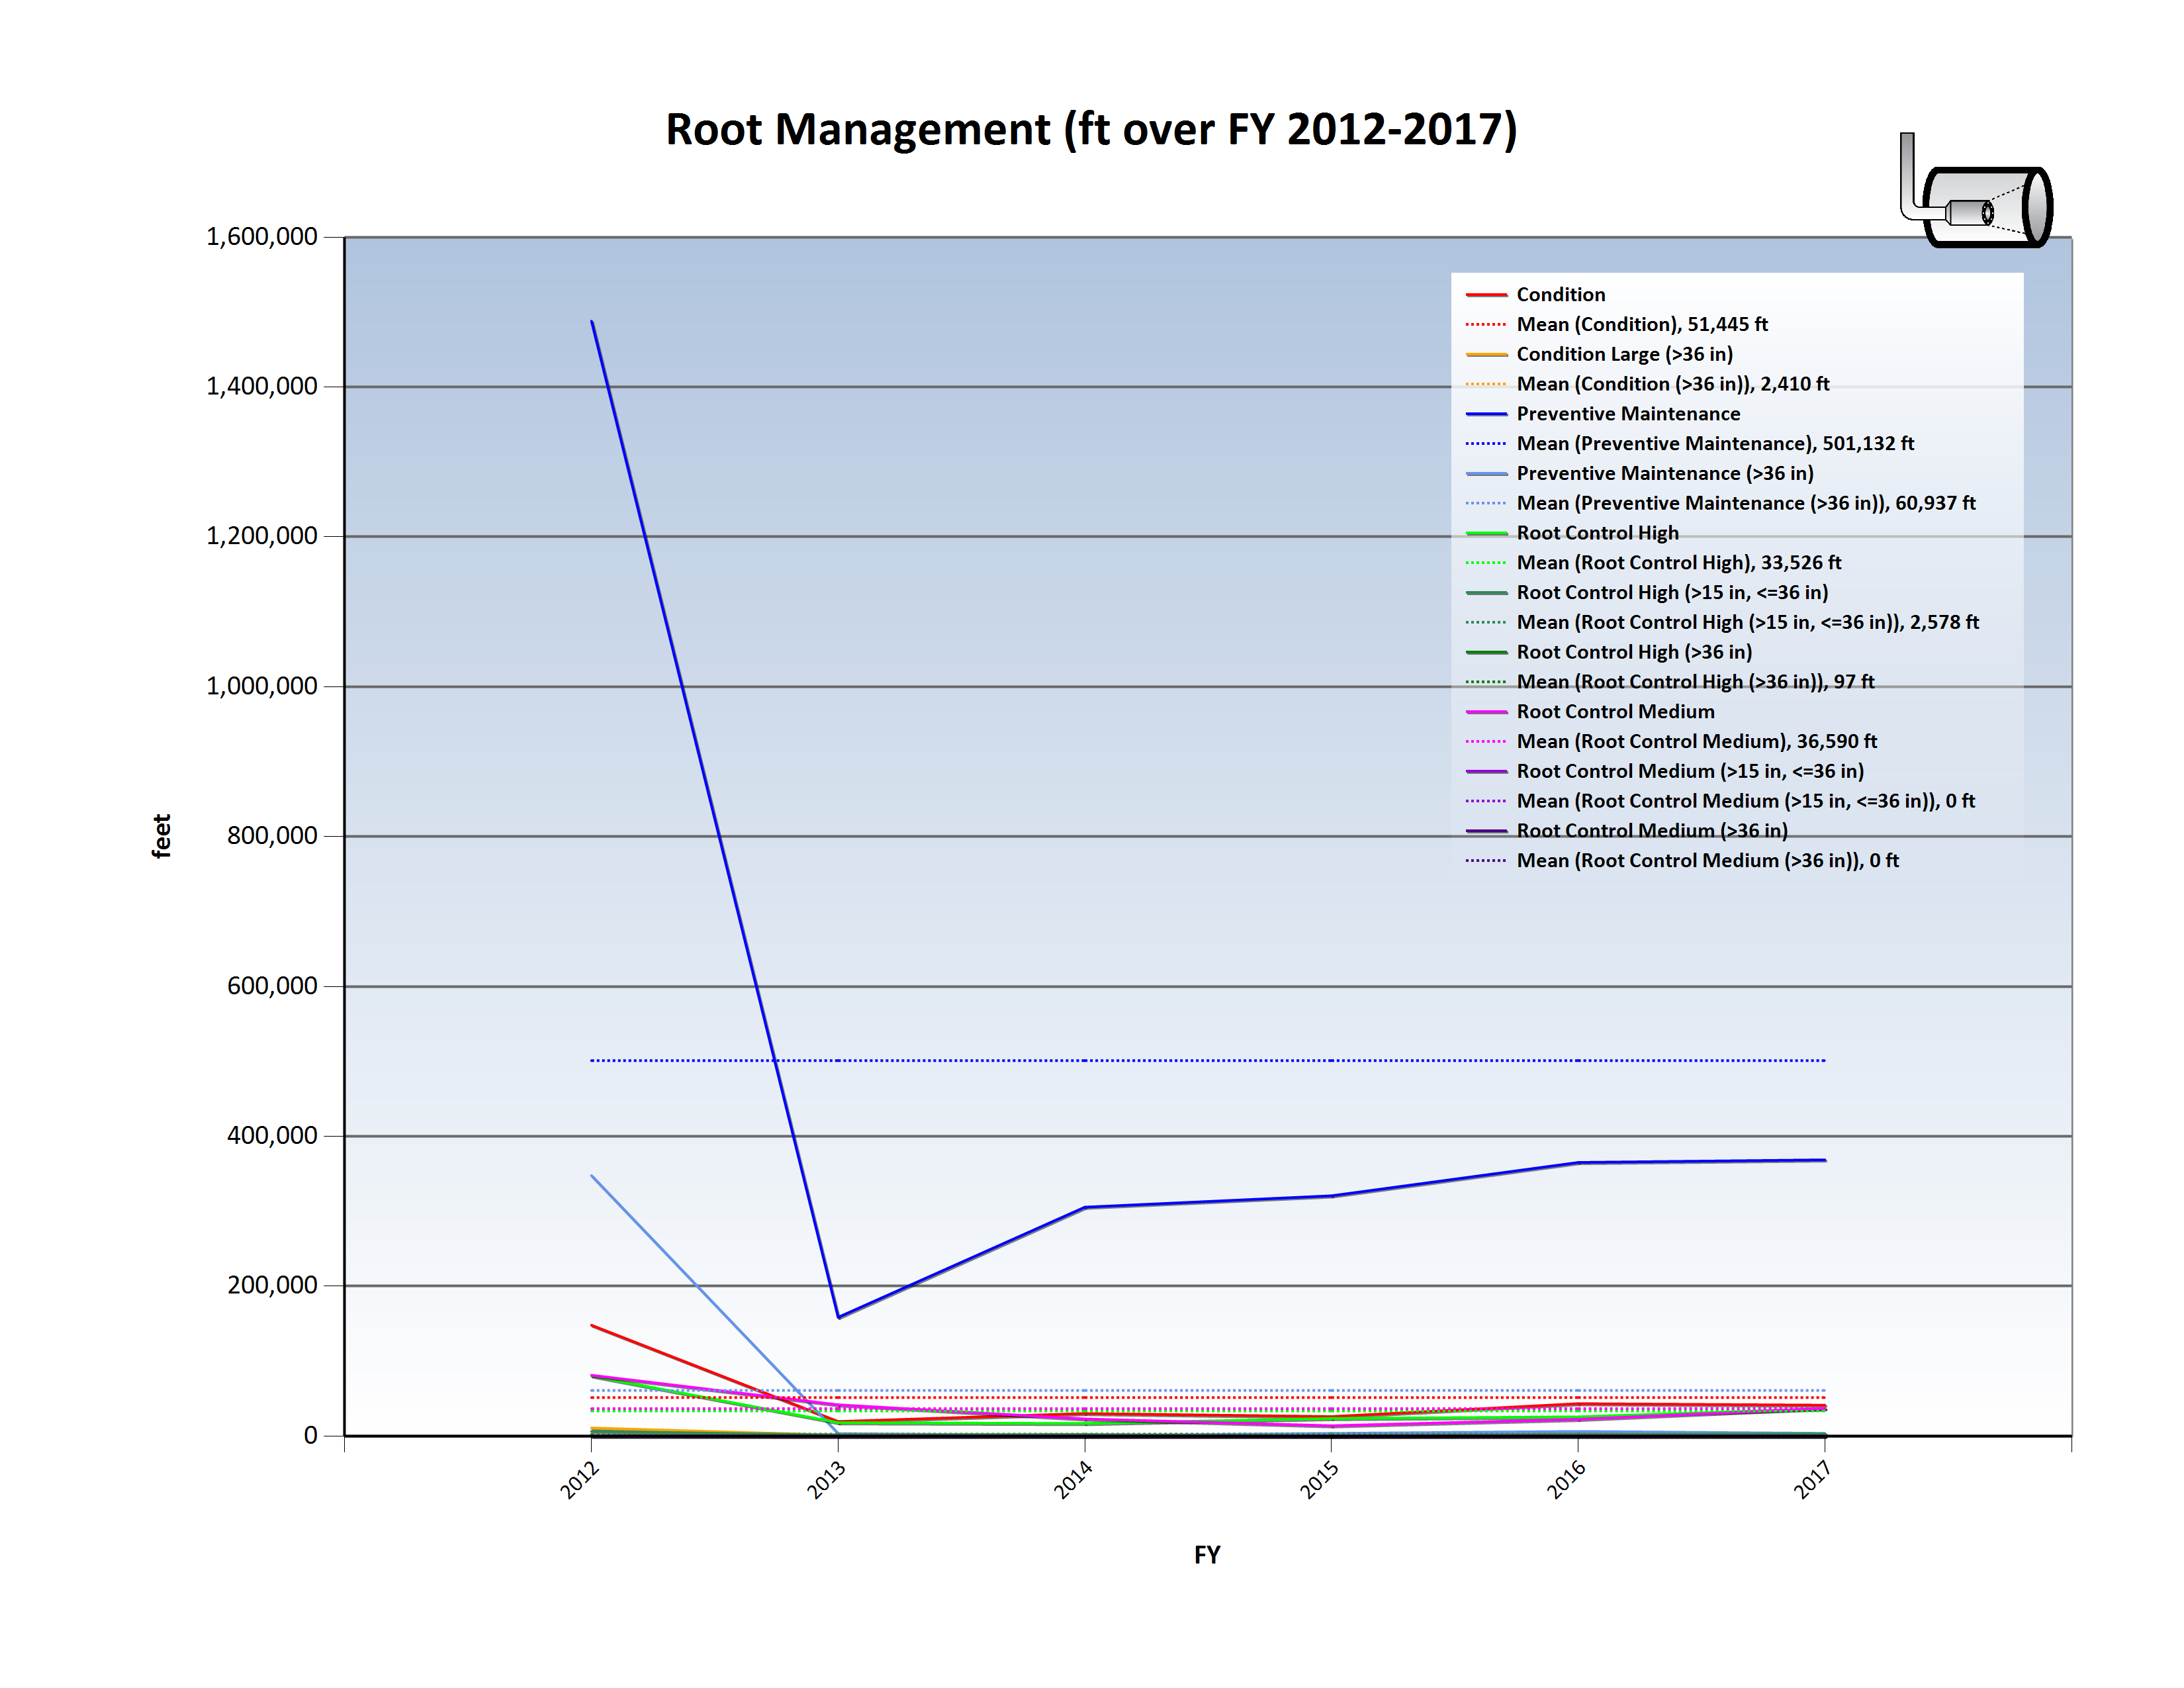 Root Management (ft over FY 2012-2017)
1,600,000
1,400,000
1,200,000
1,000,000
800,000
600,000
400,000
200,000
0
feet
Condition
Mean (Condition), 51,445 ft
Condition Large (>36 in)
Mean (Condition (>36 in)), 2,410 ft
Preventive Maintenance
Mean (Preventive Maintenance), 501,132 ft
Preventive Maintenance (>36 in)
Mean (Preventive Maintenance (>36 in)), 60,937 ft
Root Control High
Mean (Root Control High), 33,526 ft
Root Control High (>15 in, <=36 in)
Mean (Root Control High (>15 in, <=36 in)), 2,578 ft
Root Control High (>36 in)
Mean (Root Control High (>36 in)), 97 ft
Root Control Medium
Mean (Root Control Medium), 36,590 ft
Root Control Medium (>15 in, <=36 in)
Mean (Root Control Medium (>15 in, <=36 in)), 0 ft
Root Control Medium (>36 in)
Mean (Root Control Medium (>36 in)), 0 ft
2012
2013
2014
2015
2016
2017
FY